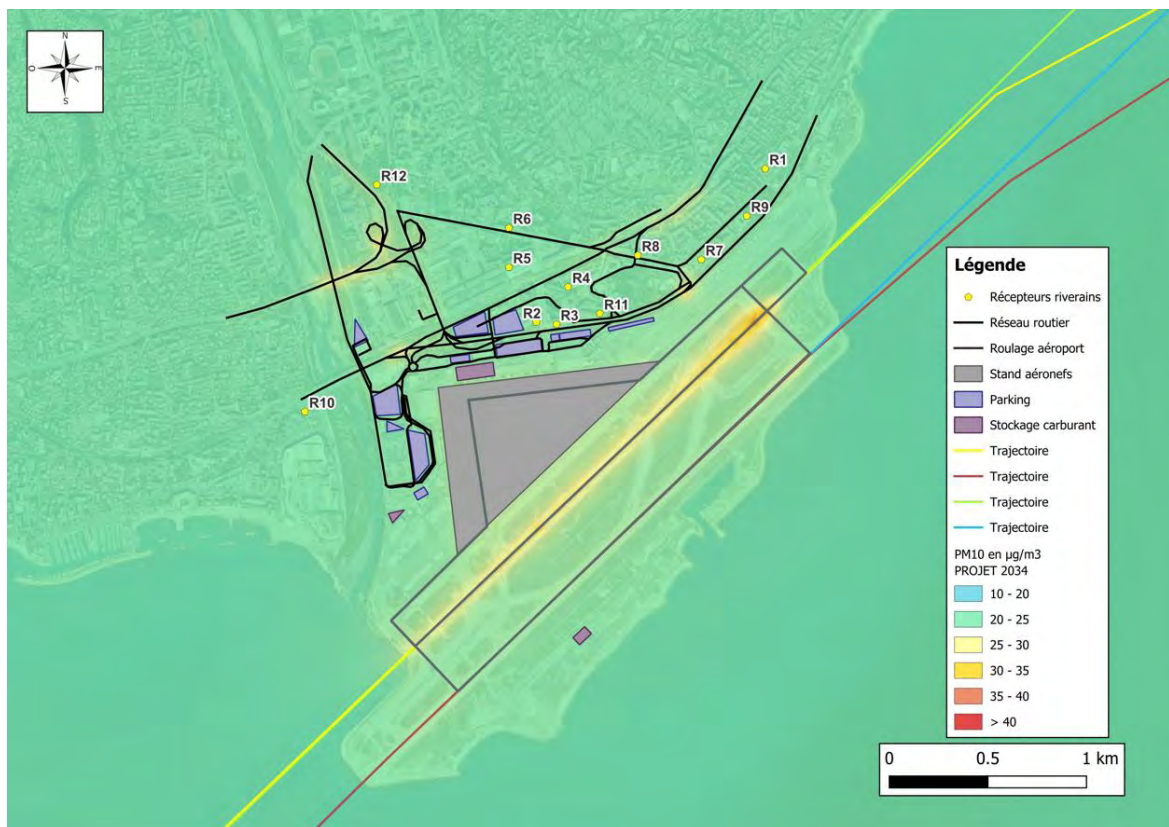 N
O
E
S
R12
R1
R9
R6
R8
R7
R5
R4
R11
R2
R3
R10
Légende
Récepteurs riverains
Réseau routier
Roulage aéroport
Stand aéronefs
Parking
Stockage carburant
Trajectoire
Trajectoire
Trajectoire
Trajectoire
PM10 en µg/m3
PROJET 2034
10 - 20
20 - 25
25 - 30
30 - 35
35 - 40
> 40
0 0.5 1 km